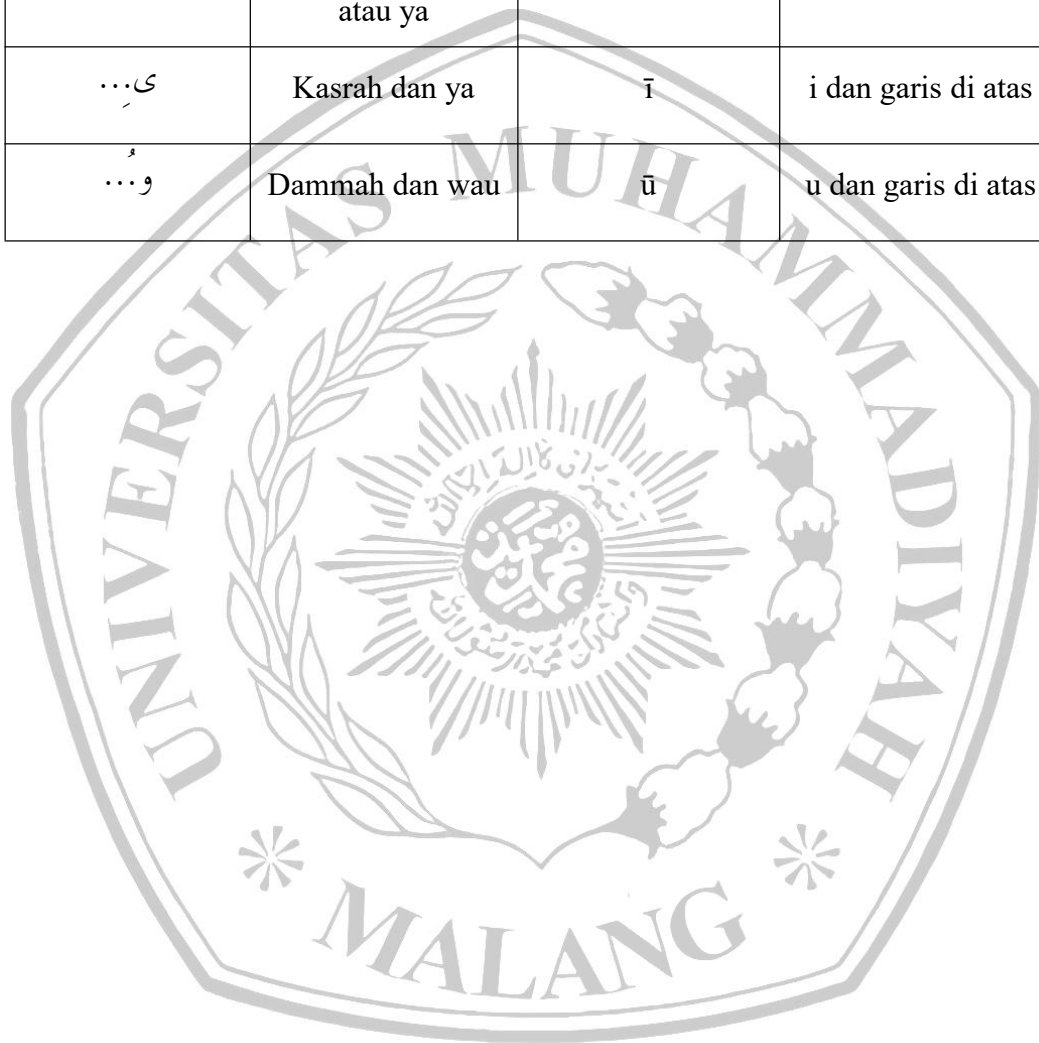 atau ya
ىِ... Kasrah dan ya ī i dan garis di atas
وُ... Dammah dan wau ū u dan garis di atas
UNIVERSITAS MUHAMMADIYAH
MALANG